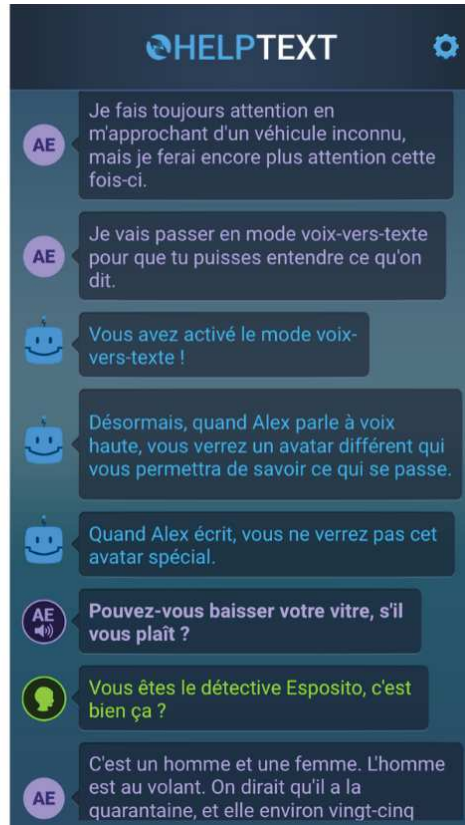 HELPTEXT
Je fais toujours attention en
m'approchant d'un véhicule inconnu,
mais je ferai encore plus attention cette
fois-ci.
AE
Je vais passer en mode voix-vers-texte
pour que tu puisses entendre ce qu'on
dit.
AE
Vous avez activé le mode voix-
vers-texte !
Désormais, quand Alex parle à voix
haute, vous verrez un avatar différent qui
vous permettra de savoir ce qui se passe.
Quand Alex écrit, vous ne verrez pas cet
avatar spécial.
AE
Pouvez-vous baisser votre vitre, s'il
vous plaît ?
Vous êtes le détective Esposito, c'est
bien ça ?
C'est un homme et une femme. L'homme
est au volant. On dirait qu'il a la
quarantaine, et elle environ vingt-cinq
AE